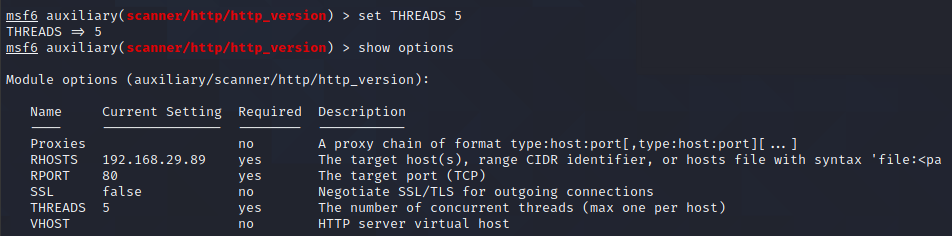 msf6 auxiliary(scanner/http/http_version) > set THREADS 5
THREADS => 5
msf6 auxiliary(scanner/http/http_version) > show options

Module options (auxiliary/scanner/http/http_version):

Name     Current Setting  Required  Description
----     ---------------  --------  -----------
Proxies                   no        A proxy chain of format type:host:port[,type:host:port][...]
RHOSTS   192.168.29.89    yes       The target host(s), range CIDR identifier, or hosts file with syntax 'file:<pa
RPORT    80               yes       The target port (TCP)
SSL      false            no        Negotiate SSL/TLS for outgoing connections
THREADS  5                yes       The number of concurrent threads (max one per host)
VHOST                     no        HTTP server virtual host